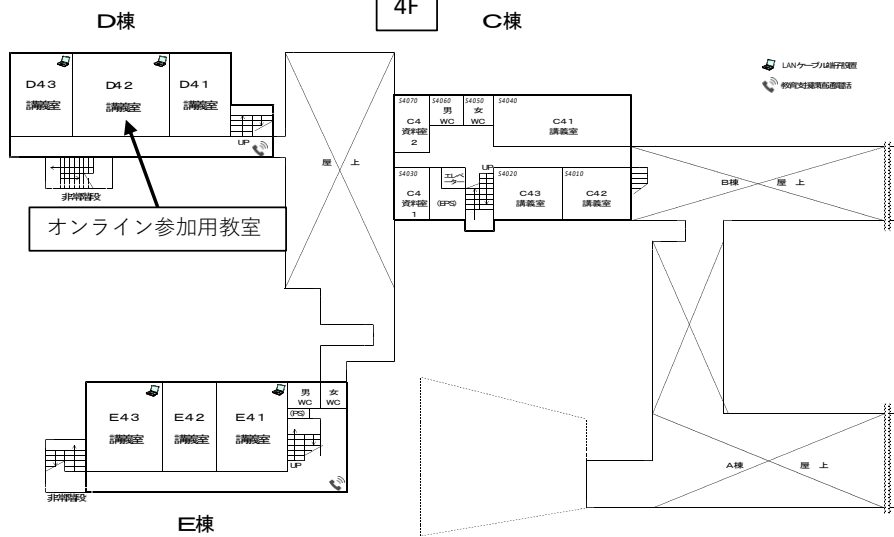 4F
D棟
C棟
LANケーブル端子設置
教育支援課直通電話
D43
講義室
D42
講義室
D41
講義室
UP
非常階段
オンライン参加用教室
屋 上
S4070
C4
資料室
2
S4060
男
WC
S4050
女
WC
S4040
C41
講義室
S4030
C4
資料室
1
エレベ
ーター
(EPS)
UP
S4020
C43
講義室
S4010
C42
講義室
B棟 屋 上
E43
講義室
E42
講義室
E41
講義室
男
WC
女
WC
(PS)
UP
非常階段
E棟
A棟 屋 上